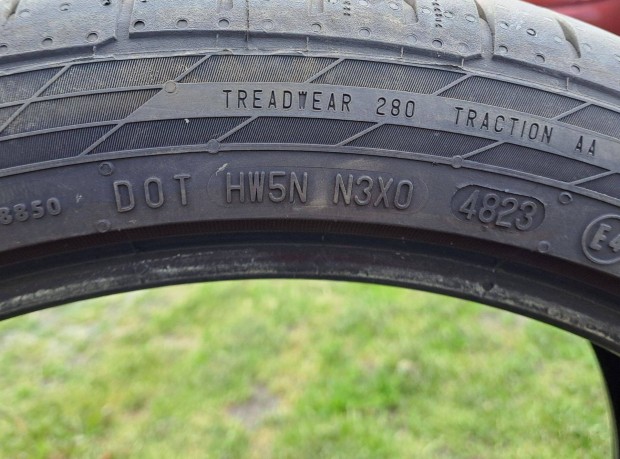 TREADWEAR 280 TRACTION AA
8850 DOT HW5N N3X0 4823 E4